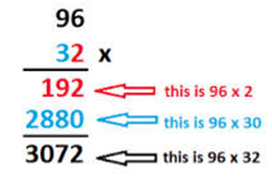 96
32 x
192 this is 96 x 2
2880 this is 96 x 30
3072 this is 96 x 32